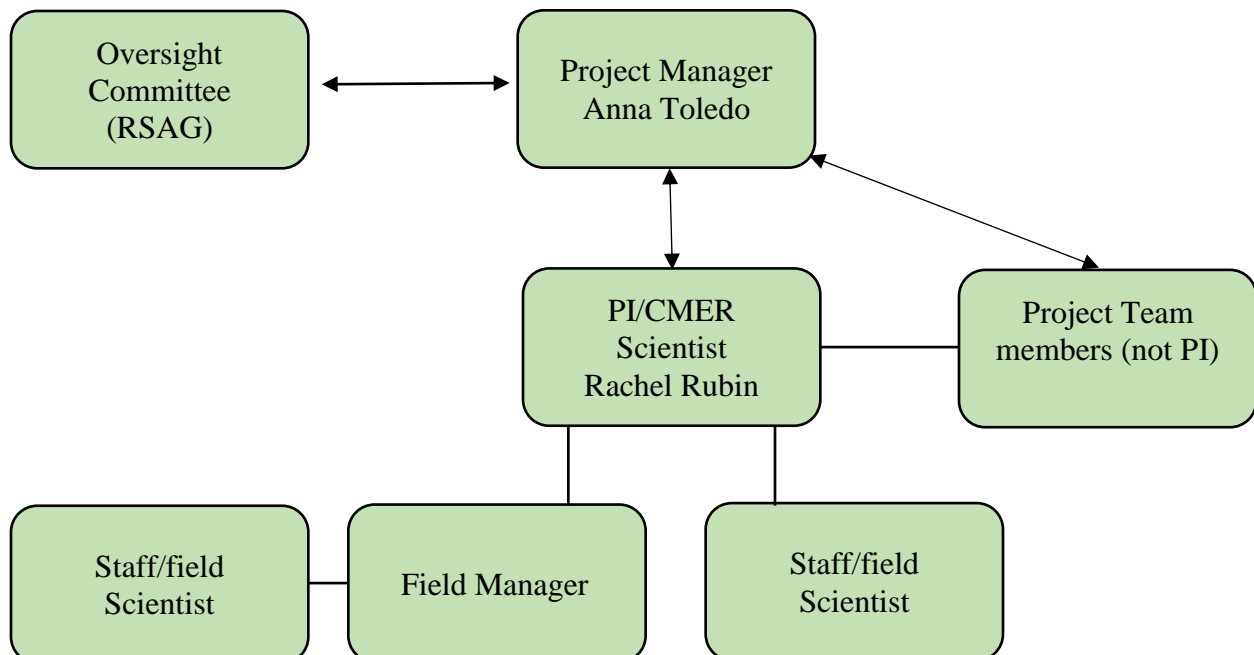 Oversight
Committee
(RSAG)
Project Manager
Anna Toledo
PI/CMER
Scientist
Rachel Rubin
Project Team
members (not PI)
Staff/field
Scientist
Field Manager
Staff/field
Scientist